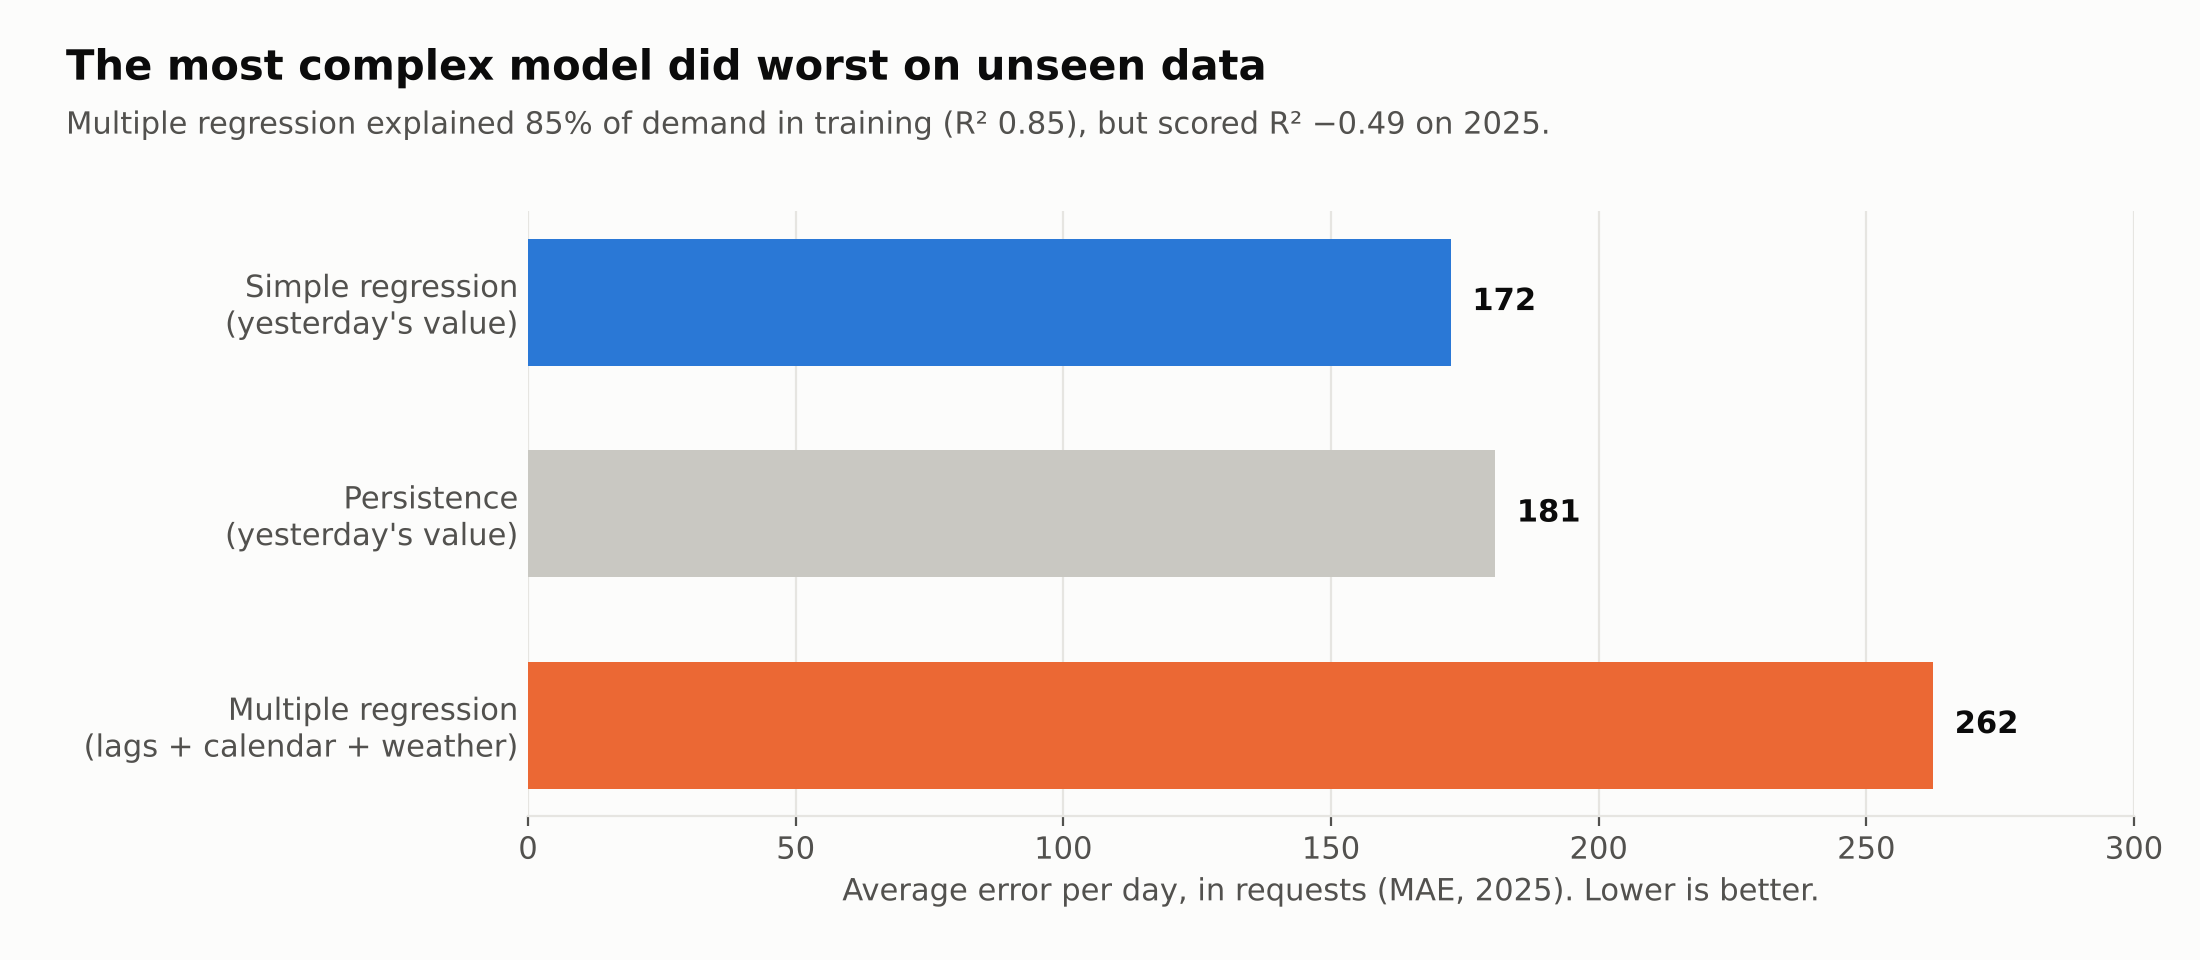 The most complex model did worst on unseen data
Multiple regression explained 85% of demand in training (R² 0.85), but scored R² −0.49 on 2025.
Simple regression
(yesterday's value)
172
Persistence
(yesterday's value)
181
Multiple regression
(lags + calendar + weather)
262
0 50 100 150 200 250 300
Average error per day, in requests (MAE, 2025). Lower is better.